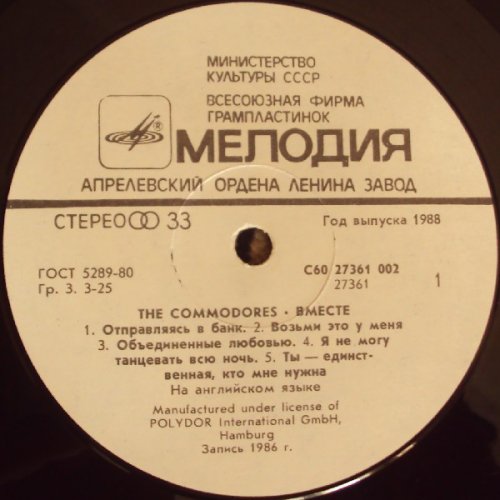 МИНИСТЕРСТВО
КУЛЬТУРЫ СССР
ВСЕСОЮЗНАЯ ФИРМА
ГРАМПЛАСТИНОК
МЕЛОДИЯ
АПРЕЛЕВСКИЙ ОРДЕНА ЛЕНИНА ЗАВОД
СТЕРЕО 33
Год выпуска 1988
ГОСТ 5289-80
Гр. 3. 3-25
С60 27361 002
27361
1
THE COMMODORES · ВМЕСТЕ
1. Отправляясь в банк. 2. Возьми это у меня
3. Объединенные любовью. 4. Я не могу
танцевать всю ночь. 5. Ты — единст-
венная, кто мне нужна
На английском языке
Manufactured under license of
POLYDOR International GmbH,
Hamburg
Запись 1986 г.